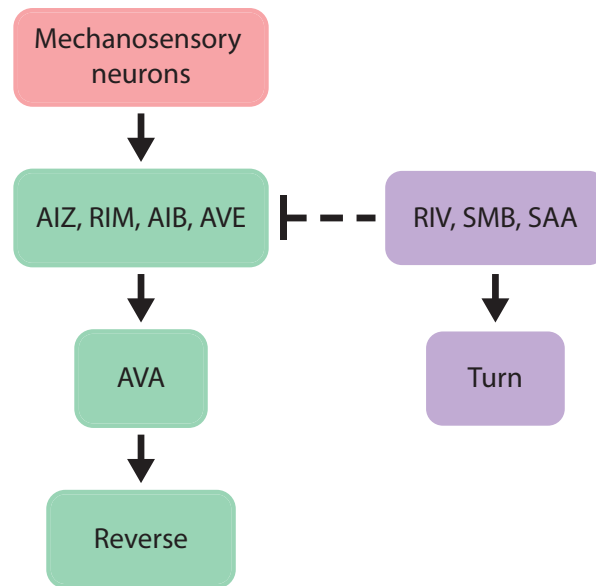 Mechanosensory
neurons
AIZ, RIM, AIB, AVE
RIV, SMB, SAA
AVA
Turn
Reverse